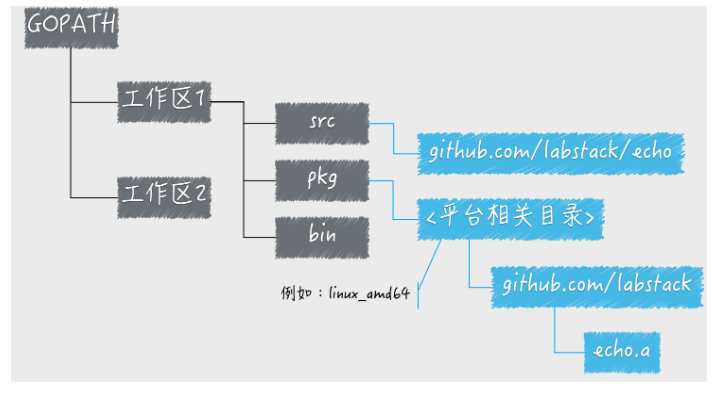 GOPATH
工作区1
src
github.com/labstack/echo
pkg
工作区2
<平台相关目录>
bin
github.com/labstack
例如：linux_amd64
echo.a